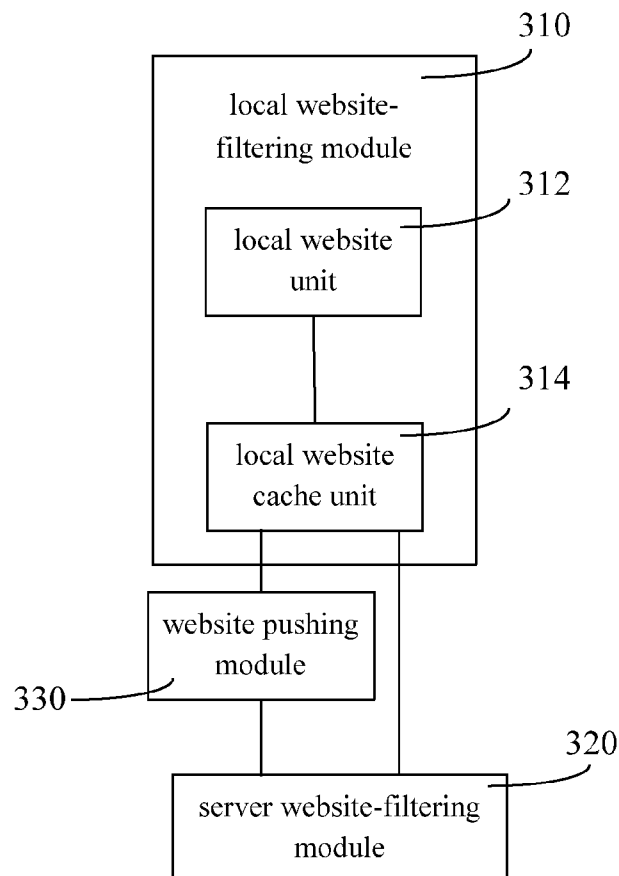 310
local website-
filtering module
312
local website
unit
314
local website
cache unit
website pushing
module
330
320
server website-filtering
module